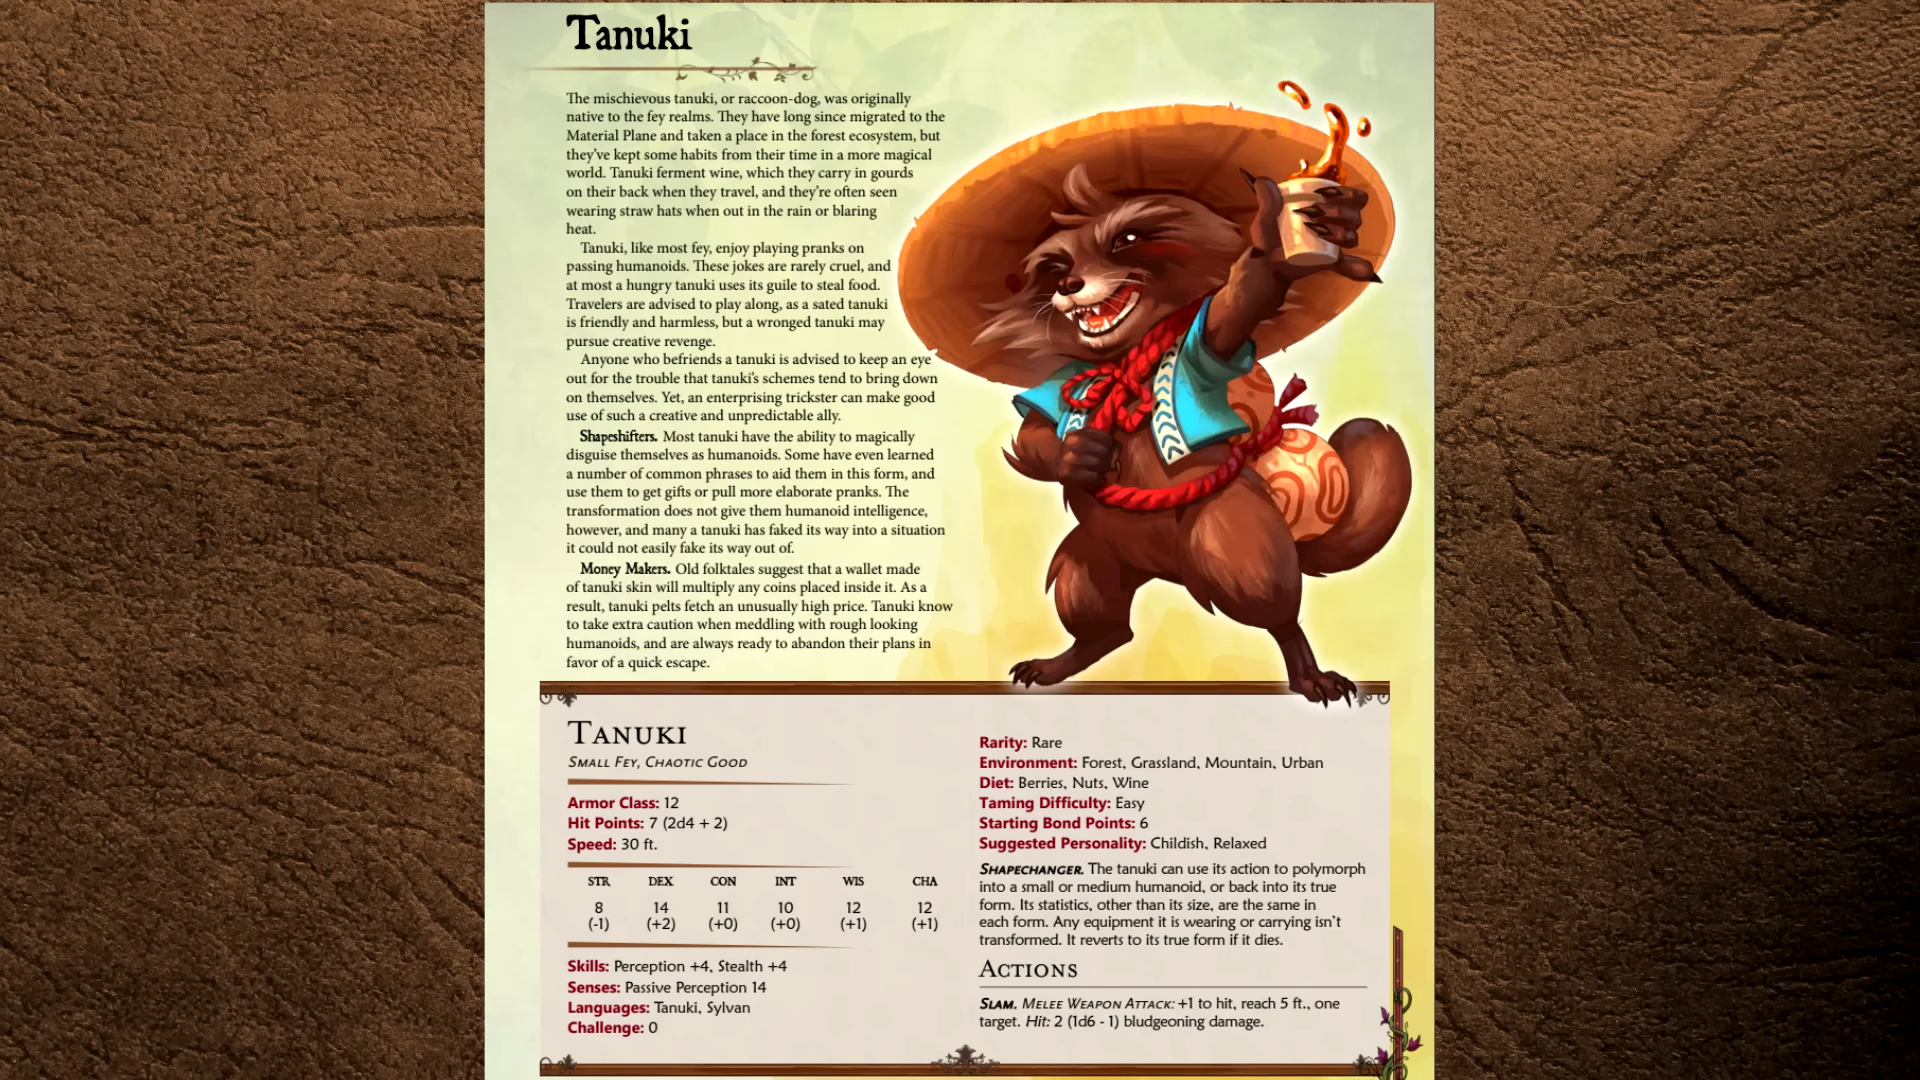 Tanuki
The mischievous tanuki, or raccoon-dog, was originally
native to the fey realms. They have long since migrated to the
Material Plane and taken a place in the forest ecosystem, but
they've kept some habits from their time in a more magical
world. Tanuki ferment wine, which they carry in gourds
on their back when they travel, and they're often seen
wearing straw hats when out in the rain or blaring
heat.
Tanuki, like most fey, enjoy playing pranks on
passing humanoids. These jokes are rarely cruel, and
at most a hungry tanuki uses its guile to steal food.
Travelers are advised to play along, as a sated tanuki
is friendly and harmless, but a wronged tanuki may
pursue creative revenge.
Anyone who befriends a tanuki is advised to keep an eye
out for the trouble that tanuki's schemes tend to bring down
on themselves. Yet, an enterprising trickster can make good
use of such a creative and unpredictable ally.
Shapeshifters. Most tanuki have the ability to magically
disguise themselves as humanoids. Some have even learned
a number of common phrases to aid them in this form, and
use them to get gifts or pull more elaborate pranks. The
transformation does not give them humanoid intelligence,
however, and many a tanuki has faked its way into a situation
it could not easily fake its way out of.
Money Makers. Old folktales suggest that a wallet made
of tanuki skin will multiply any coins placed inside it. As a
result, tanuki pelts fetch an unusually high price. Tanuki know
to take extra caution when meddling with rough looking
humanoids, and are always ready to abandon their plans in
favor of a quick escape.
TANUKI
SMALL FEY, CHAOTIC GOOD
Armor Class: 12
Hit Points: 7 (2d4 + 2)
Speed: 30 ft.
STR DEX CON INT WIS CHA
8 14 11 10 12 12
(-1) (+2) (+0) (+0) (+1) (+1)
Skills: Perception +4, Stealth +4
Senses: Passive Perception 14
Languages: Tanuki, Sylvan
Challenge: 0
Rarity: Rare
Environment: Forest, Grassland, Mountain, Urban
Diet: Berries, Nuts, Wine
Taming Difficulty: Easy
Starting Bond Points: 6
Suggested Personality: Childish, Relaxed
SHAPECHANGER. The tanuki can use its action to polymorph
into a small or medium humanoid, or back into its true
form. Its statistics, other than its size, are the same in
each form. Any equipment it is wearing or carrying isn't
transformed. It reverts to its true form if it dies.
ACTIONS
SLAM. MELEE WEAPON ATTACK: +1 to hit, reach 5 ft., one
target. Hit: 2 (1d6 - 1) bludgeoning damage.